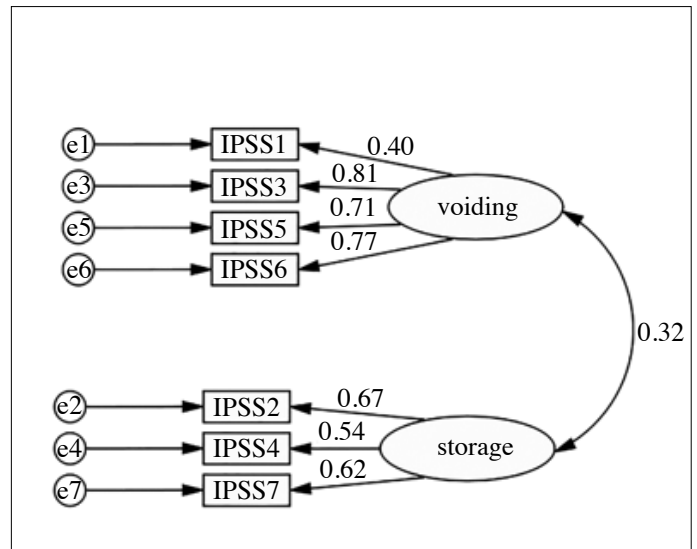 e1 IPSS1 0.40
e3 IPSS3 0.81
voiding
e5 IPSS5 0.71
e6 IPSS6 0.77
0.32
e2 IPSS2 0.67
e4 IPSS4 0.54
storage
e7 IPSS7 0.62